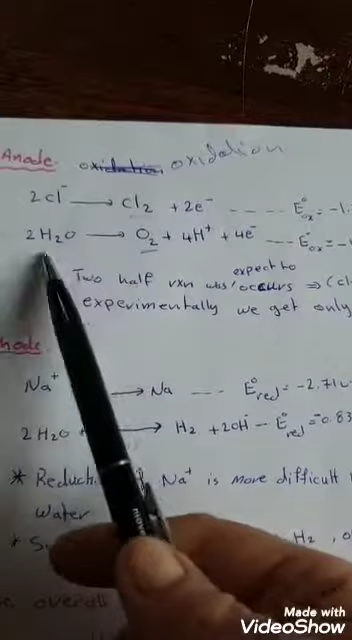 Anode oxidation oxidation
2Cl⁻ → Cl₂ + 2e⁻ ---- E°ox = -1.
2H₂O → O₂ + 4H⁺ + 4e⁻ --- E°ox = -1
expect to
Two half rxn was occurs ⇒ (cl
experimentally we get only
hode
Na⁺ → Na --- E°red = -2.71
2H₂O + → H₂ + 2OH⁻ - E°red = -0.83
* Reducti Na⁺ is more difficult
water
* S H₂, O
overall
move
Made with
VideoShow